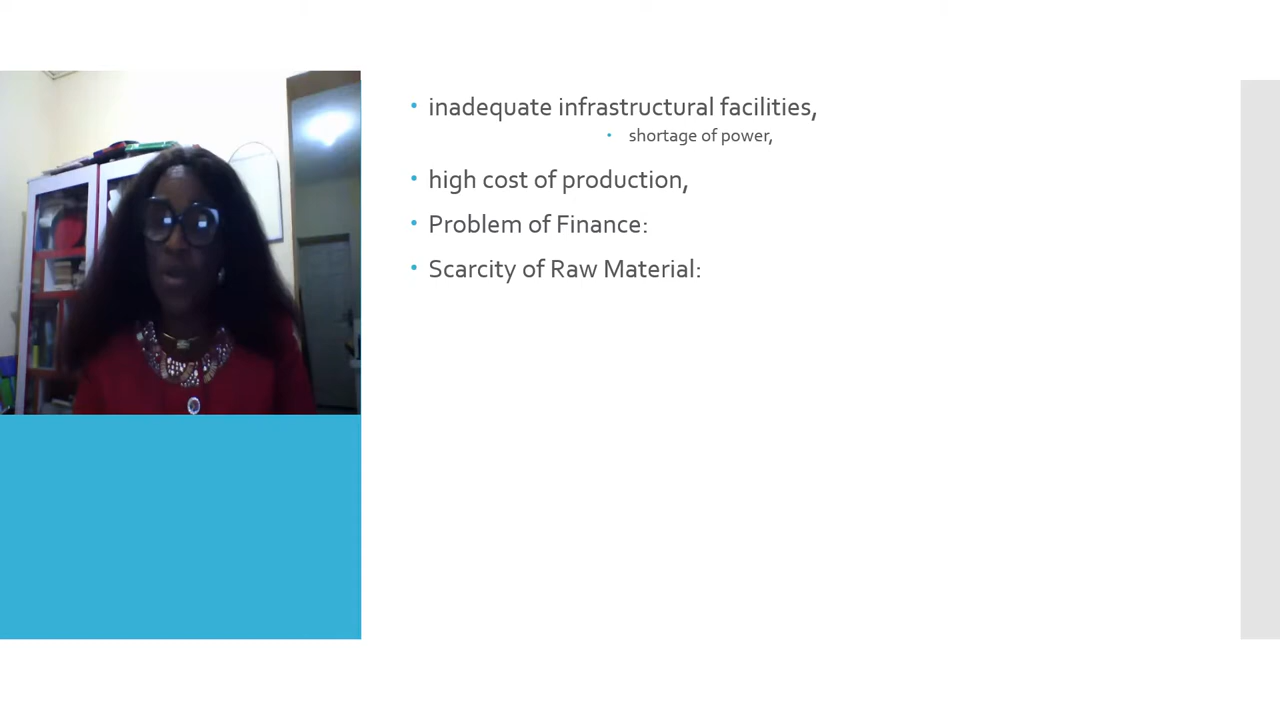 inadequate infrastructural facilities,
shortage of power,
high cost of production,
Problem of Finance:
Scarcity of Raw Material: